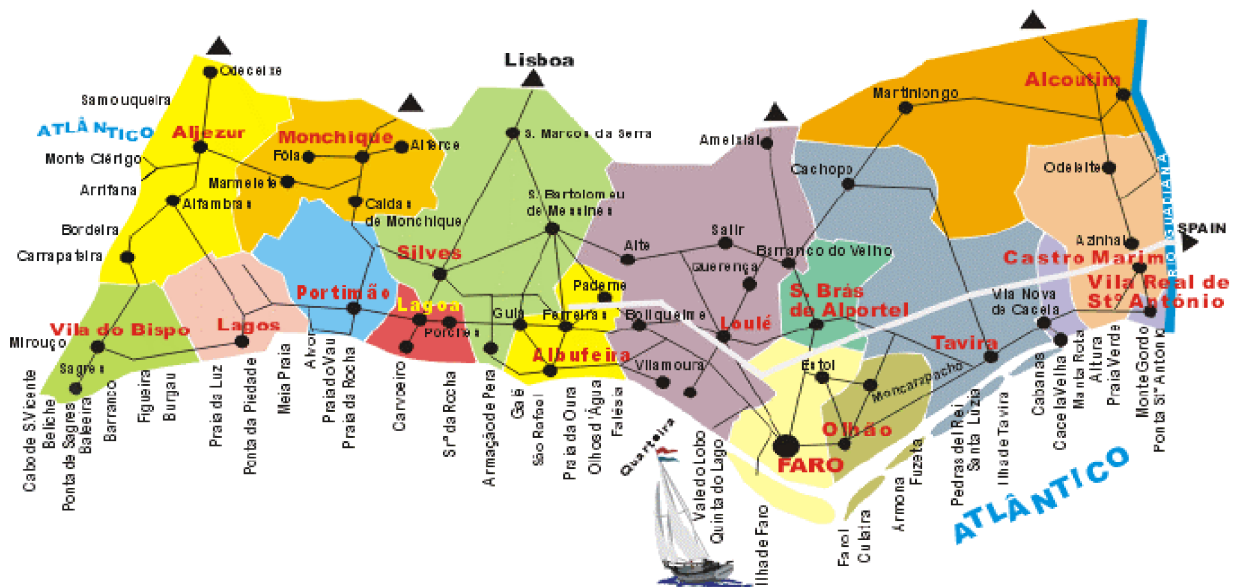 Lisboa
Odeceixe
Samouqueira
ATLÂNTICO
Aljezur
Monte Clérigo
Arrifana
Alfambras
Bordeira
Carrapateira
Monchique
Fóia
Alferce
Marmelete
Caldas
de Monchique
S. Marcos da Serra
S. Bartolomeu
de Messines
Silves
Portimão
Lagoa
Porches
Vila do Bispo
Mirouço
Sagres
Lagos
Guia
Paderne
Ferreiras
Albufeira
Ameixial
Alte
Salir
Querença
Barranco do Velho
Boliqueime
Loulé
Vilamoura
S. Brás
de Alportel
Estoi
Moncarapacho
Olhão
FARO
Cachopo
Martinlongo
Alcoutim
Odeleite
Azinhal
Castro Marim
Vila Real de
Stº António
Vila Nova
de Cacela
Tavira
RIO GUADIANA
SPAIN
Cabo de S. Vicente
Beliche
Ponta de Sagres
Baleeira
Barranco
Figueira
Burgau
Praia da Luz
Ponta da Piedade
Meia Praia
Alvor
Praia do Vau
Praia da Rocha
Carvoeiro
Srª da Rocha
Armação de Pera
Galé
São Rafael
Praia da Oura
Olhos d'Água
Falésia
Quarteira
Vale do Lobo
Quinta do Lago
Ilha de Faro
Farol
Culatra
Armona
Fuzeta
Pedras del Rei
Santa Luzia
Ilha de Tavira
Cabanas
Cacela Velha
Manta Rota
Altura
Praia Verde
Monte Gordo
Ponta Stº António
ATLÂNTICO